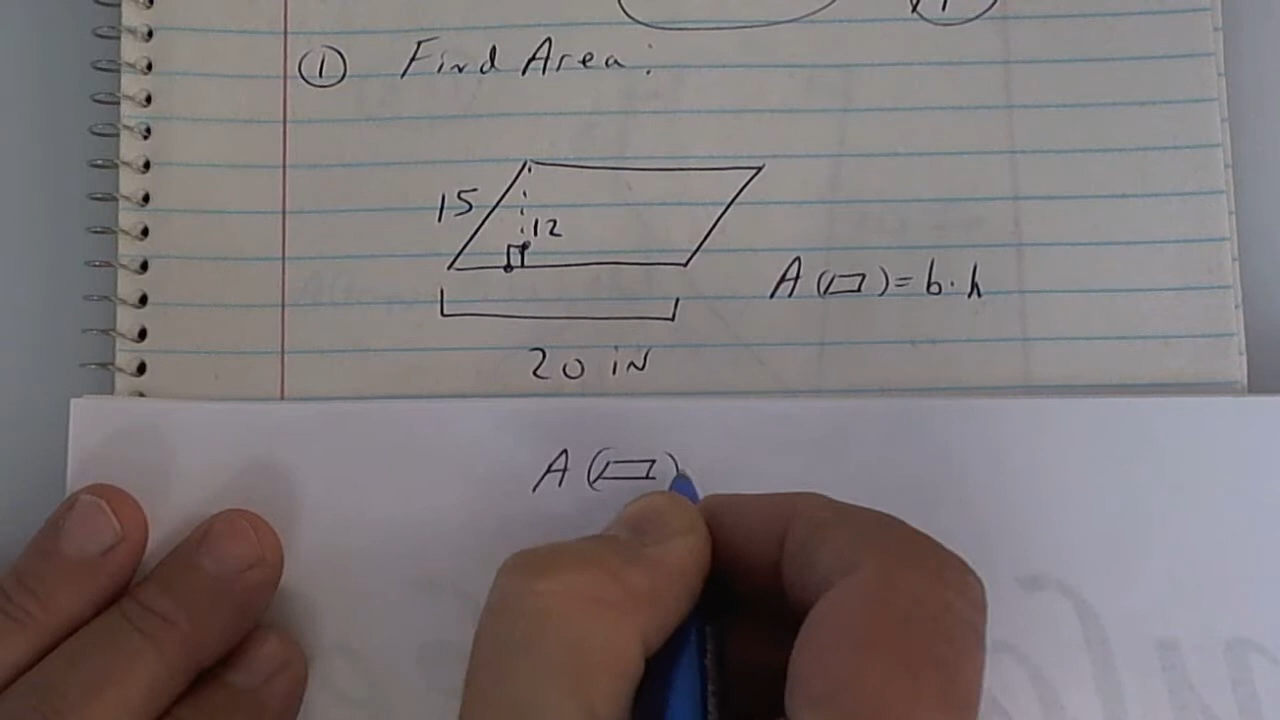 ① Find Area:
15
12
A (▱) = b · h
20 iN
A (▱)